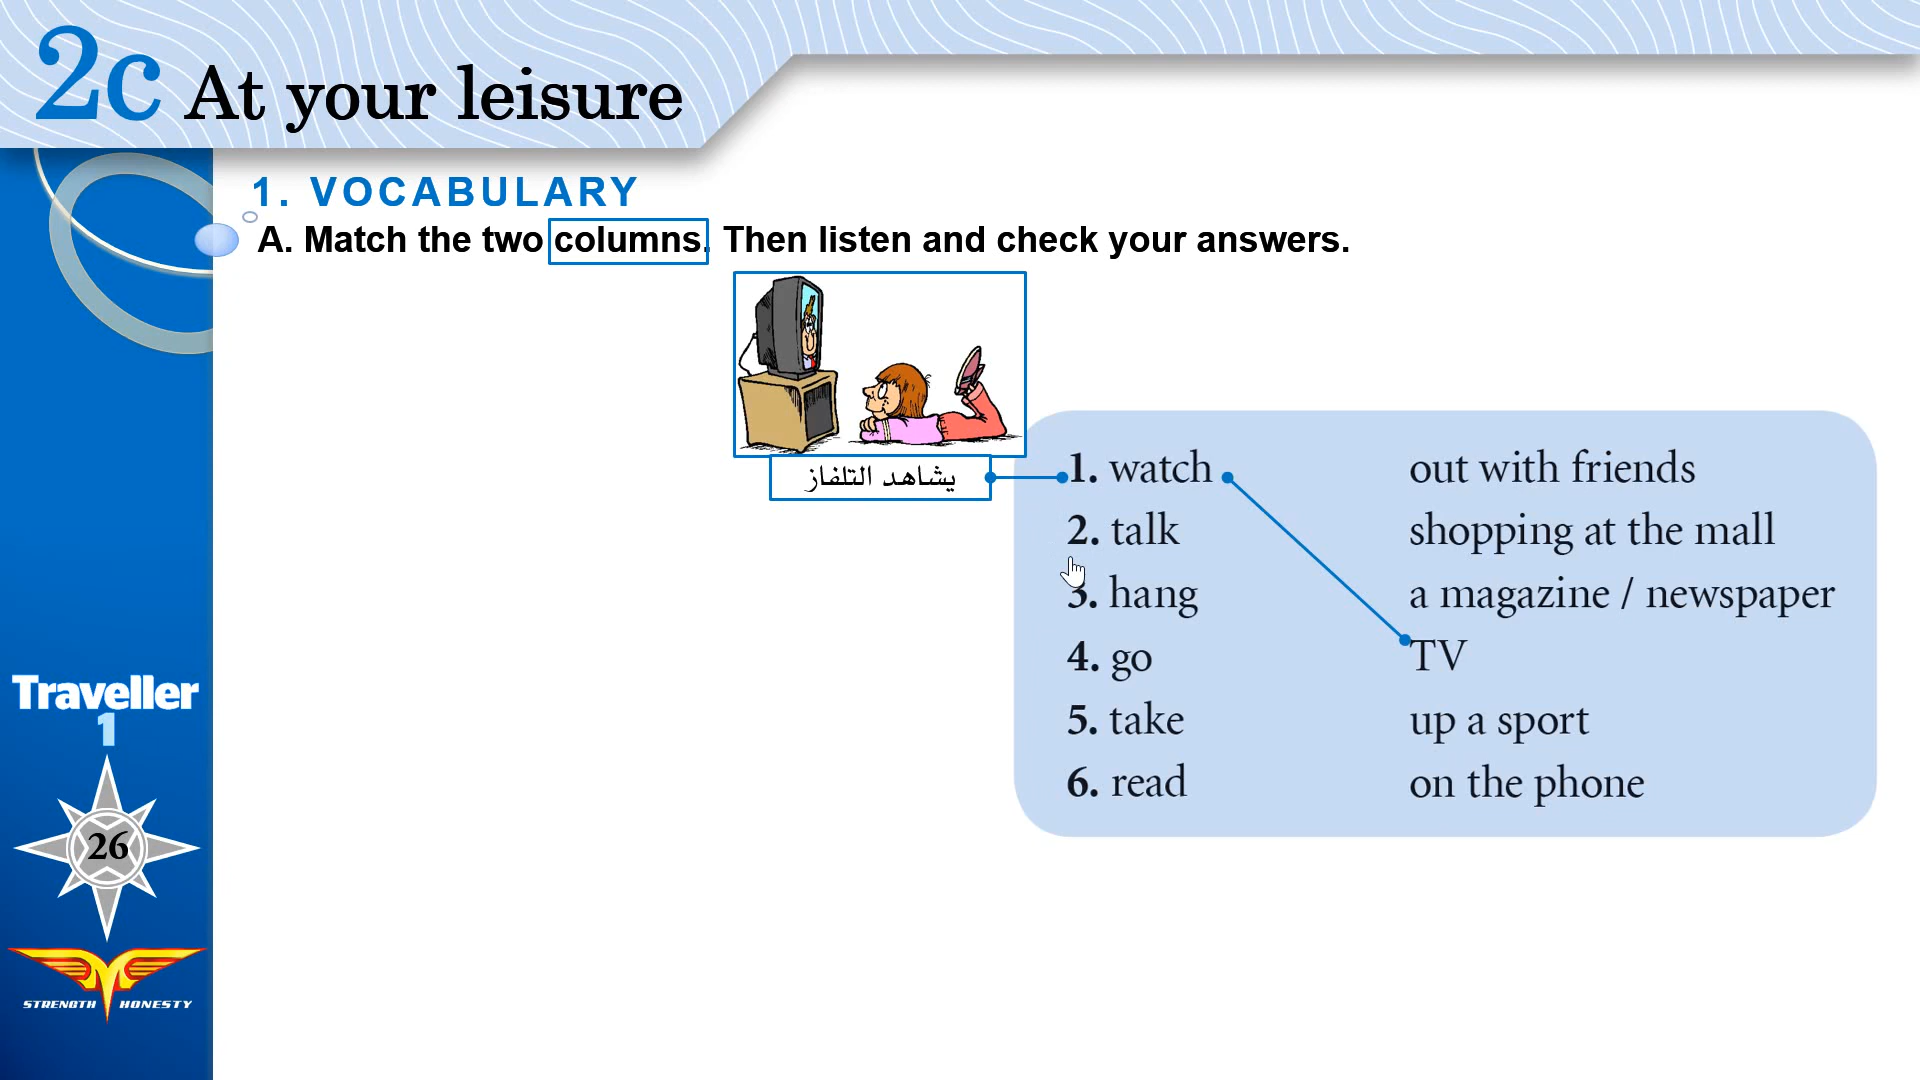 2c At your leisure
1. VOCABULARY
A. Match the two columns. Then listen and check your answers.
يشاهد التلفاز
1. watch
2. talk
3. hang
4. go
5. take
6. read
out with friends
shopping at the mall
a magazine / newspaper
TV
up a sport
on the phone
Traveller
1
26
STRENGTH HONESTY